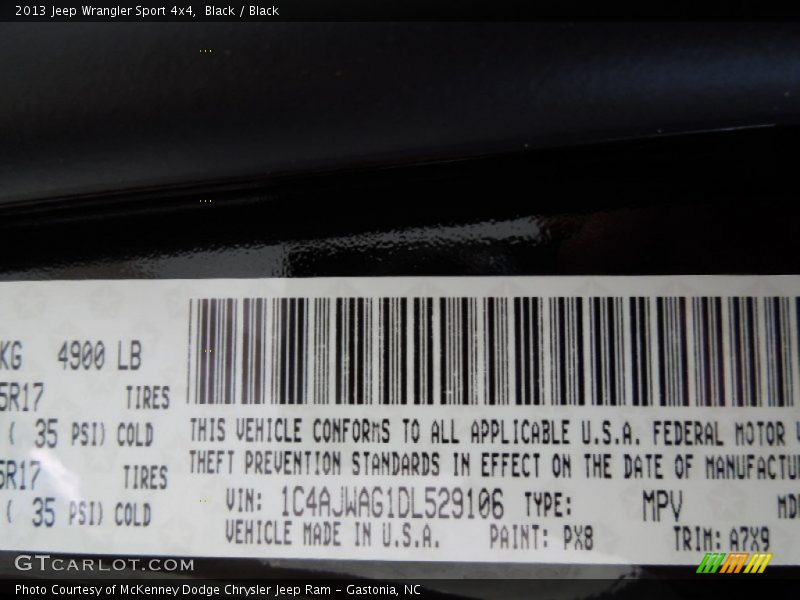 2013 Jeep Wrangler Sport 4x4, Black / Black
KG 4900 LB
5R17 TIRES
( 35 PSI) COLD
5R17 TIRES
( 35 PSI) COLD
THIS VEHICLE CONFORMS TO ALL APPLICABLE U.S.A. FEDERAL MOTOR
THEFT PREVENTION STANDARDS IN EFFECT ON THE DATE OF MANUFACTU
VIN: 1C4AJWAG1DL529106 TYPE: MPV MD
VEHICLE MADE IN U.S.A. PAINT: PX8 TRIM: A7X9
GTCARLOT.COM
Photo Courtesy of McKenney Dodge Chrysler Jeep Ram - Gastonia, NC